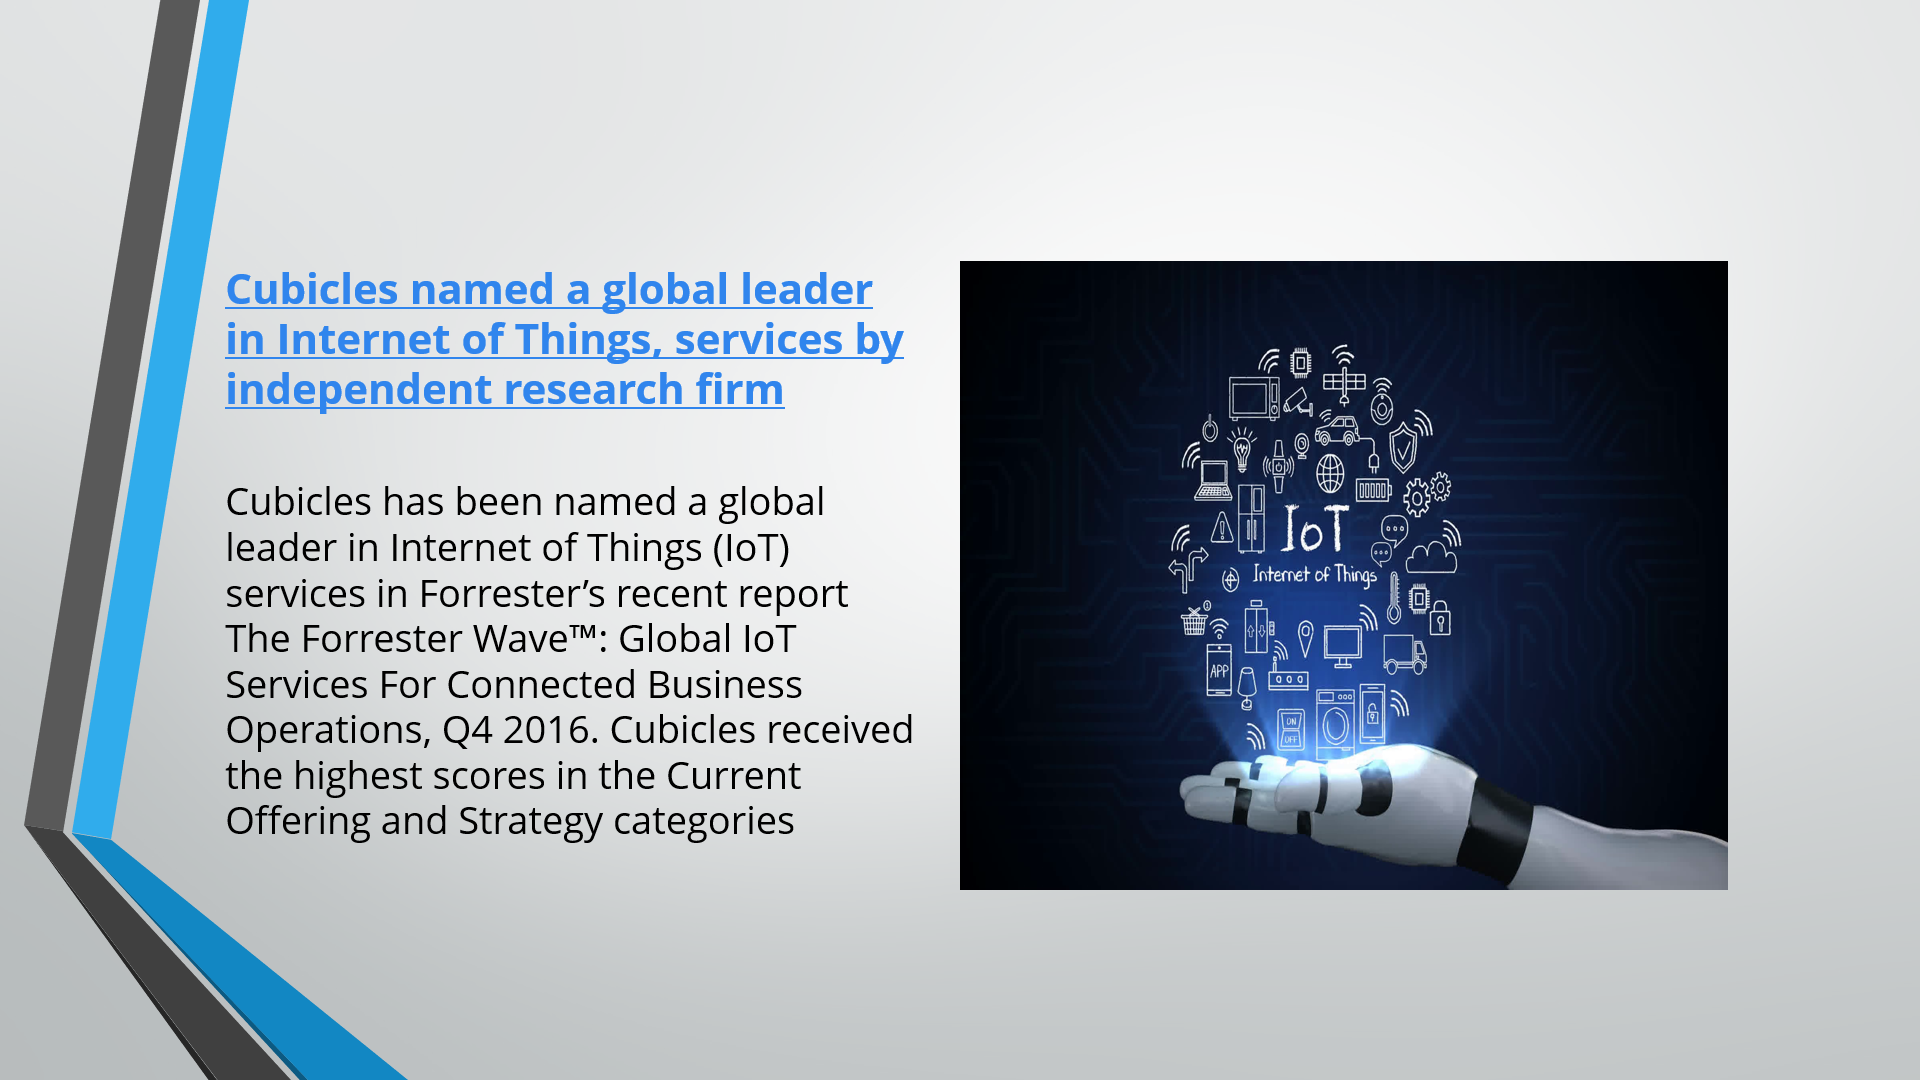 Cubicles named a global leader
in Internet of Things, services by
independent research firm
Cubicles has been named a global
leader in Internet of Things (IoT)
services in Forrester’s recent report
The Forrester Wave™: Global IoT
Services For Connected Business
Operations, Q4 2016. Cubicles received
the highest scores in the Current
Offering and Strategy categories
IoT
Internet of Things
1
APP
ON
OFF